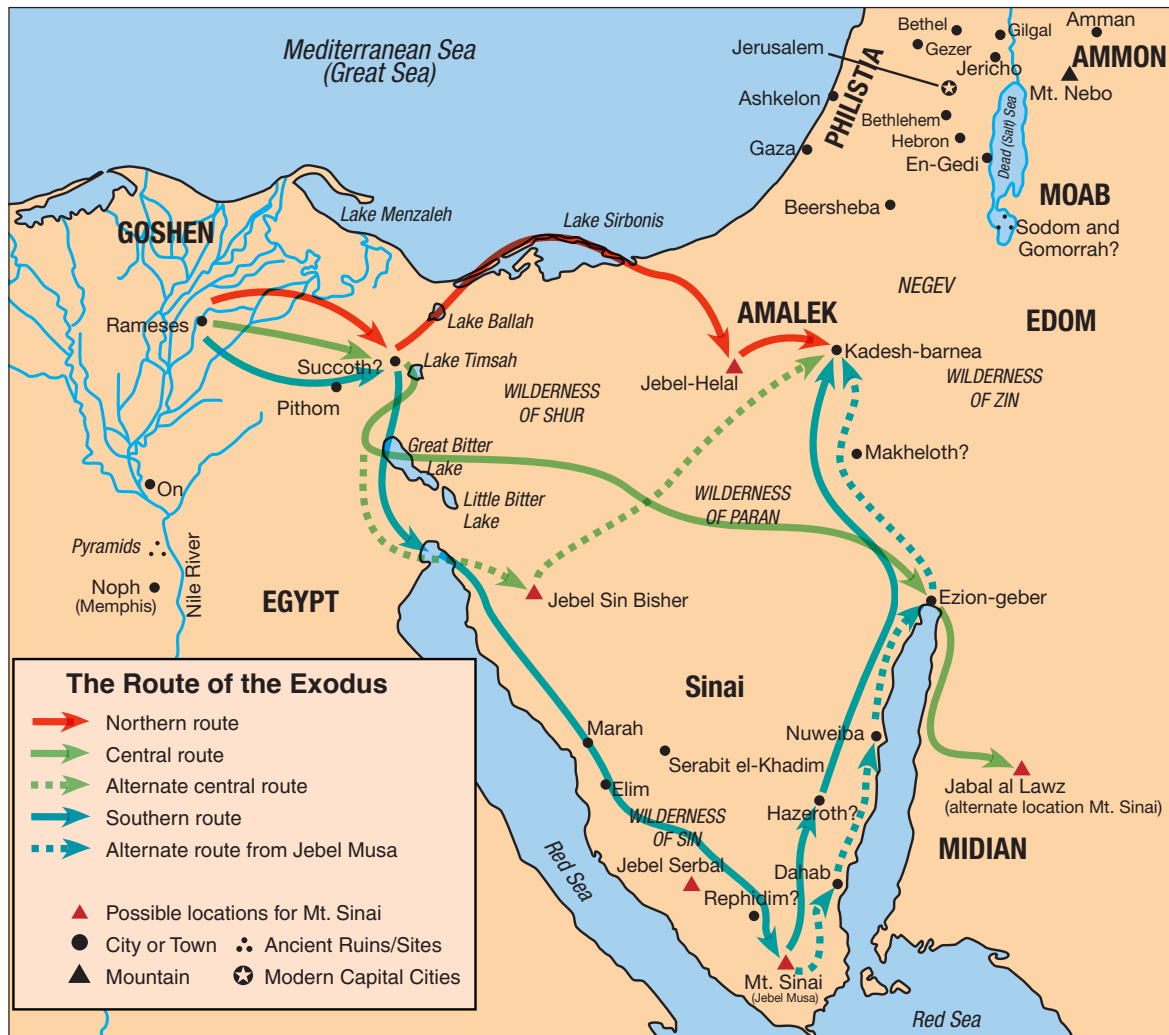 Mediterranean Sea
(Great Sea)
Bethel
Gilgal
Amman
Gezer
Jerusalem
Jericho
AMMON
Mt. Nebo
Ashkelon
PHILISTIA
Bethlehem
Hebron
Gaza
En-Gedi
Dead (Salt) Sea
MOAB
Beersheba
Sodom and
Gomorrah?
Lake Menzaleh
Lake Sirbonis
GOSHEN
NEGEV
Rameses
Lake Ballah
AMALEK
EDOM
Succoth?
Lake Timsah
Kadesh-barnea
Jebel-Helal
Pithom
WILDERNESS
OF SHUR
WILDERNESS
OF ZIN
Great Bitter
Lake
Makheloth?
On
Little Bitter
Lake
WILDERNESS
OF PARAN
Pyramids
Noph
(Memphis)
Nile River
EGYPT
Jebel Sin Bisher
Ezion-geber
Sinai
Marah
Serabit el-Khadim
Nuweiba
Elim
Jabal al Lawz
(alternate location Mt. Sinai)
WILDERNESS
OF SIN
Hazeroth?
MIDIAN
Jebel Serbal
Dahab
Rephidim?
Red Sea
Mt. Sinai
(Jebel Musa)
Red Sea
The Route of the Exodus
Northern route
Central route
Alternate central route
Southern route
Alternate route from Jebel Musa
Possible locations for Mt. Sinai
City or Town
Ancient Ruins/Sites
Mountain
Modern Capital Cities